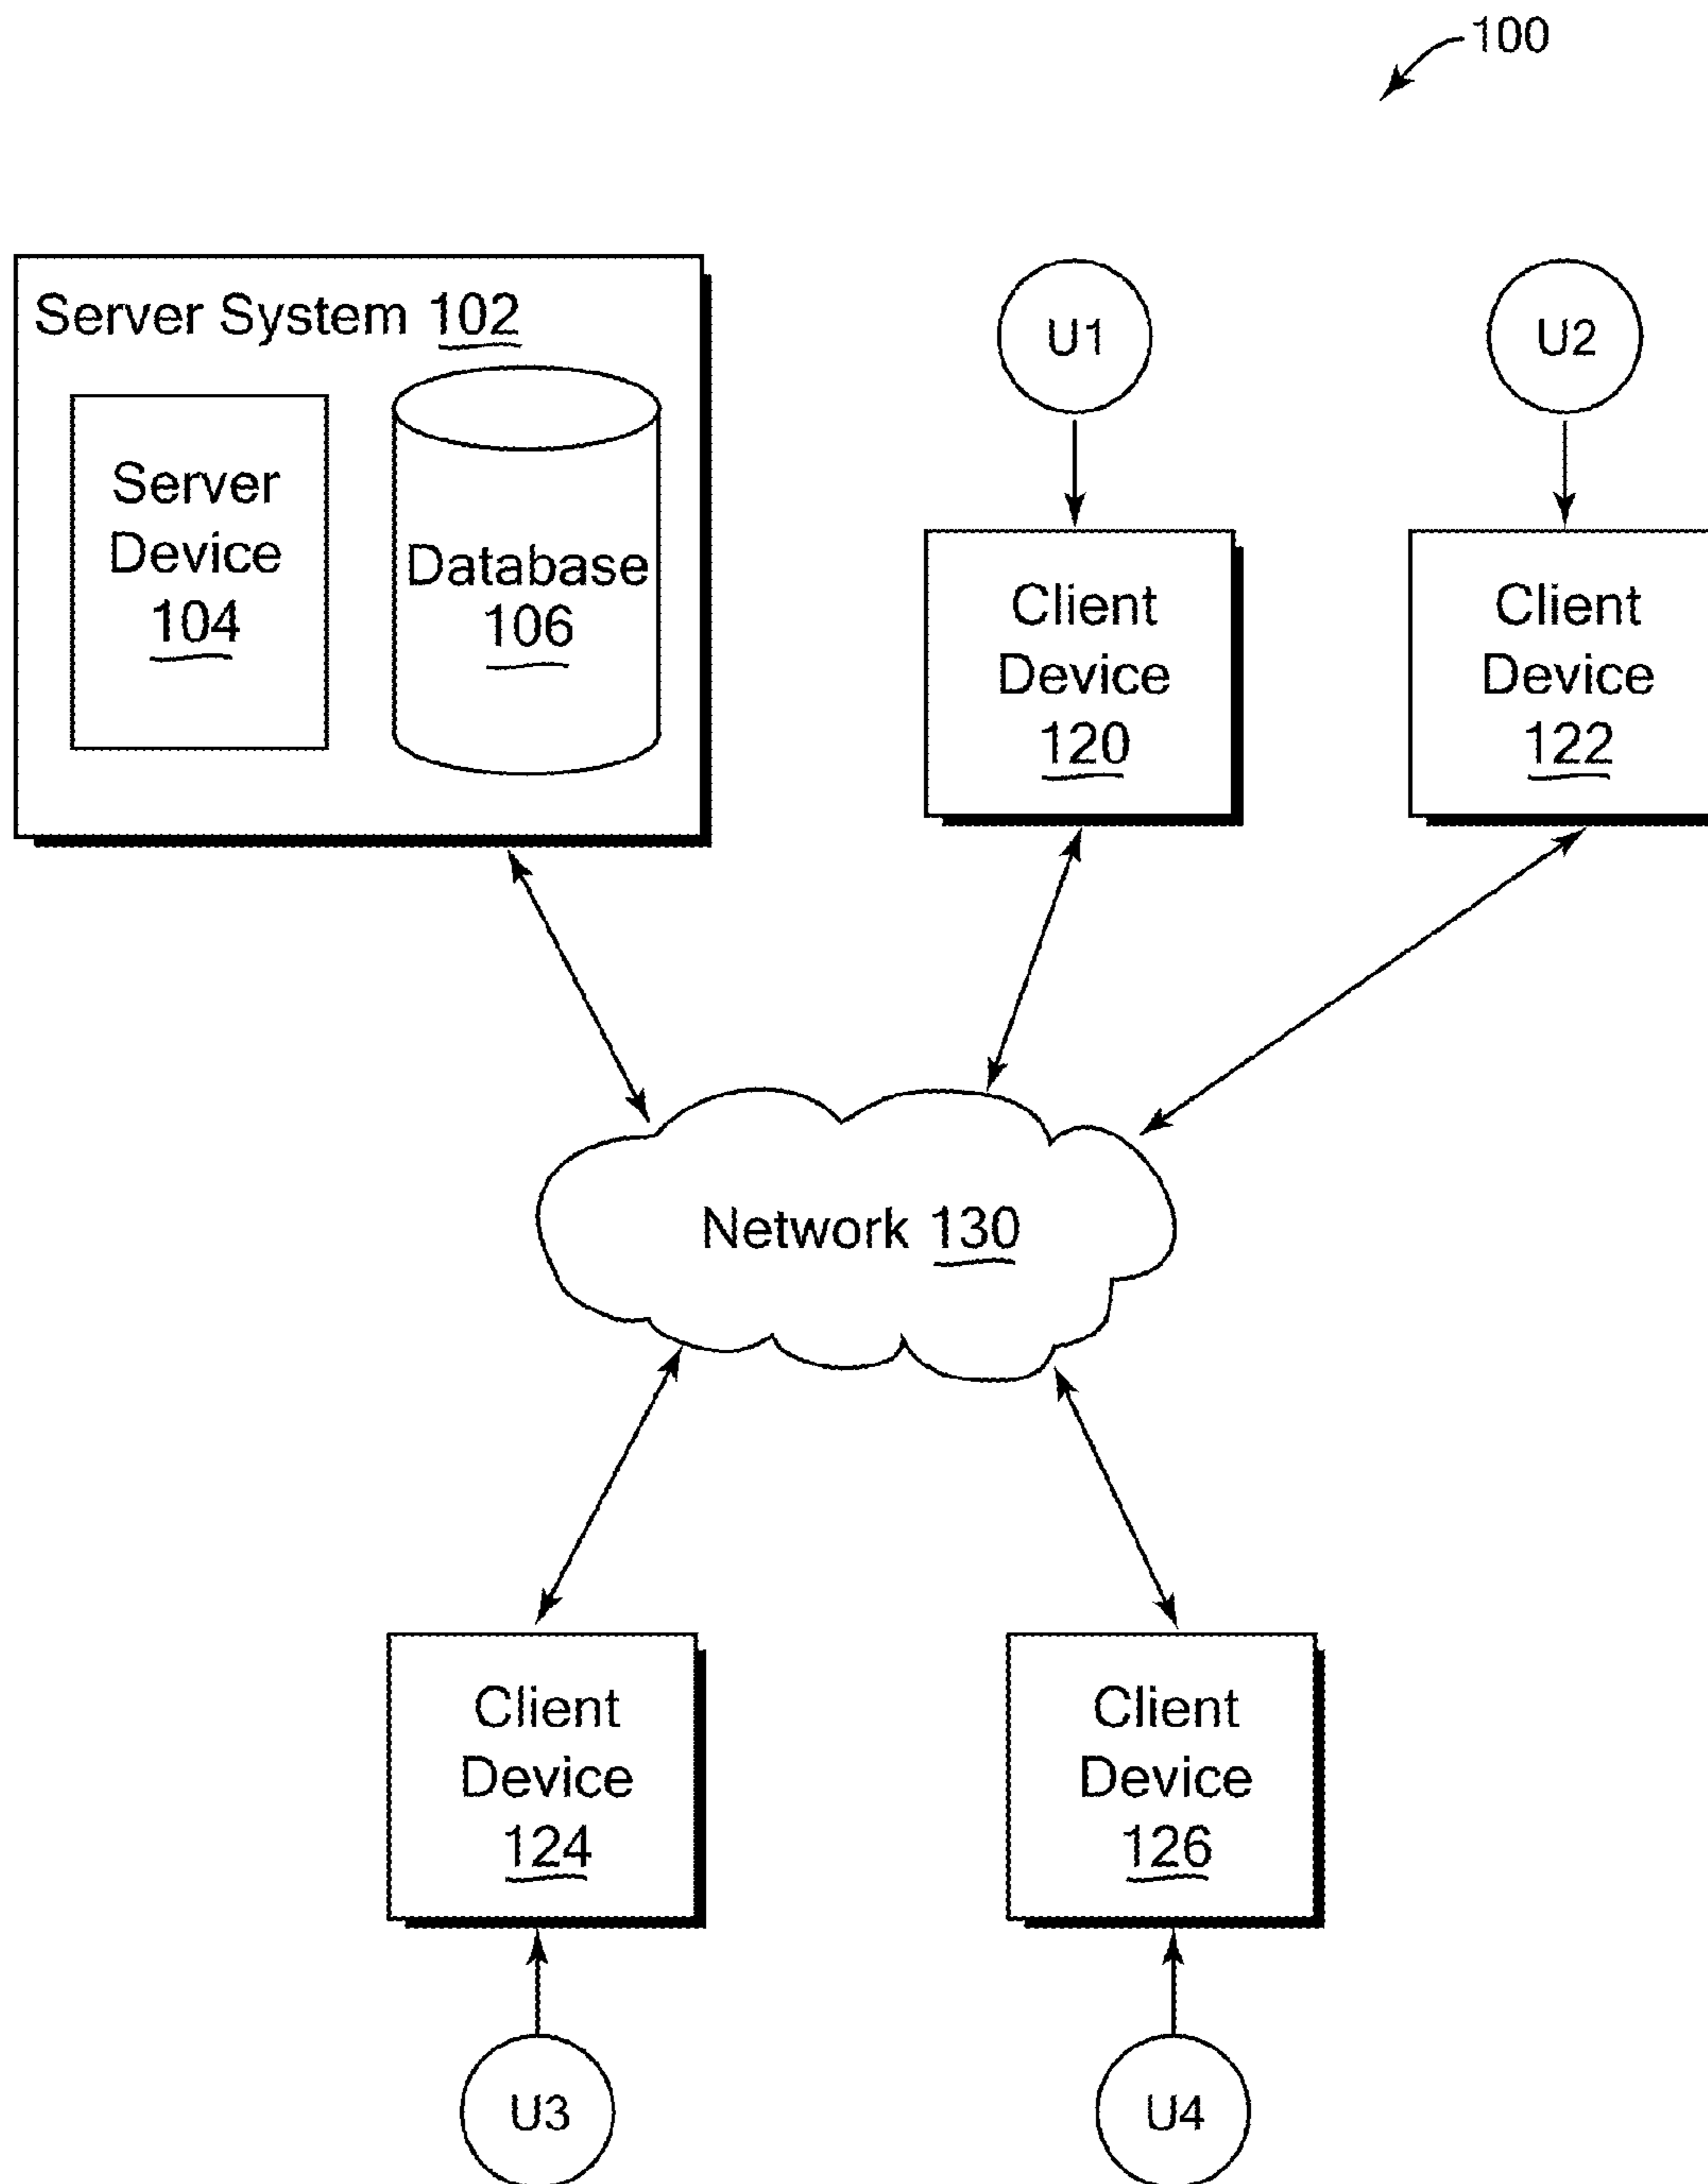 100
Server System 102
Server
Device
104
Database
106
U1
U2
Client
Device
120
Client
Device
122
Network 130
Client
Device
124
Client
Device
126
U3
U4